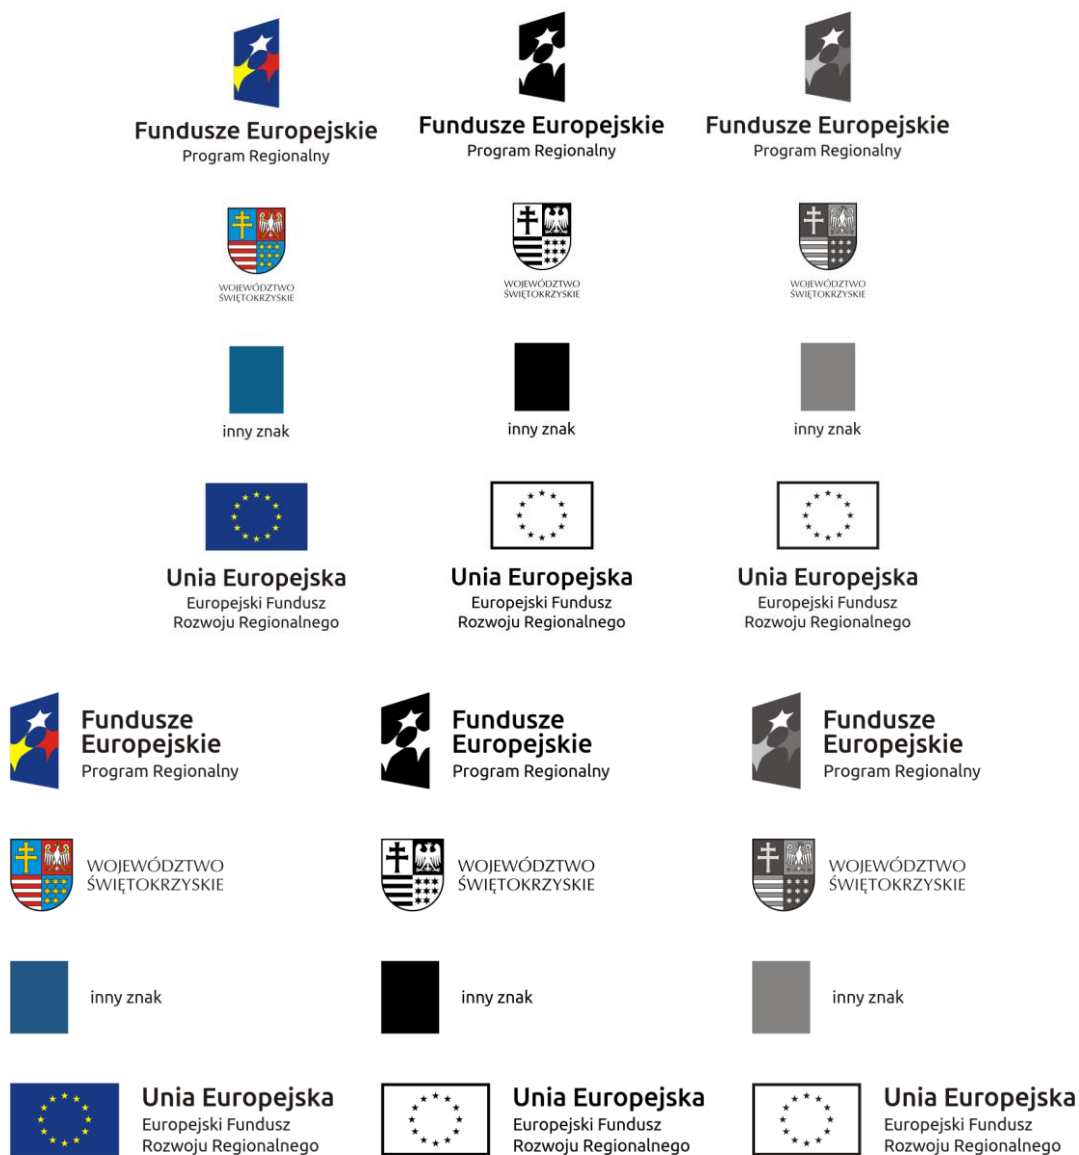 Fundusze Europejskie
Program Regionalny
Fundusze Europejskie
Program Regionalny
Fundusze Europejskie
Program Regionalny
WOJEWÓDZTWO
ŚWIĘTOKRZYSKIE
WOJEWÓDZTWO
ŚWIĘTOKRZYSKIE
WOJEWÓDZTWO
ŚWIĘTOKRZYSKIE
inny znak
inny znak
inny znak
Unia Europejska
Europejski Fundusz
Rozwoju Regionalnego
Unia Europejska
Europejski Fundusz
Rozwoju Regionalnego
Unia Europejska
Europejski Fundusz
Rozwoju Regionalnego
Fundusze
Europejskie
Program Regionalny
Fundusze
Europejskie
Program Regionalny
Fundusze
Europejskie
Program Regionalny
WOJEWÓDZTWO
ŚWIĘTOKRZYSKIE
WOJEWÓDZTWO
ŚWIĘTOKRZYSKIE
WOJEWÓDZTWO
ŚWIĘTOKRZYSKIE
inny znak
inny znak
inny znak
Unia Europejska
Europejski Fundusz
Rozwoju Regionalnego
Unia Europejska
Europejski Fundusz
Rozwoju Regionalnego
Unia Europejska
Europejski Fundusz
Rozwoju Regionalnego